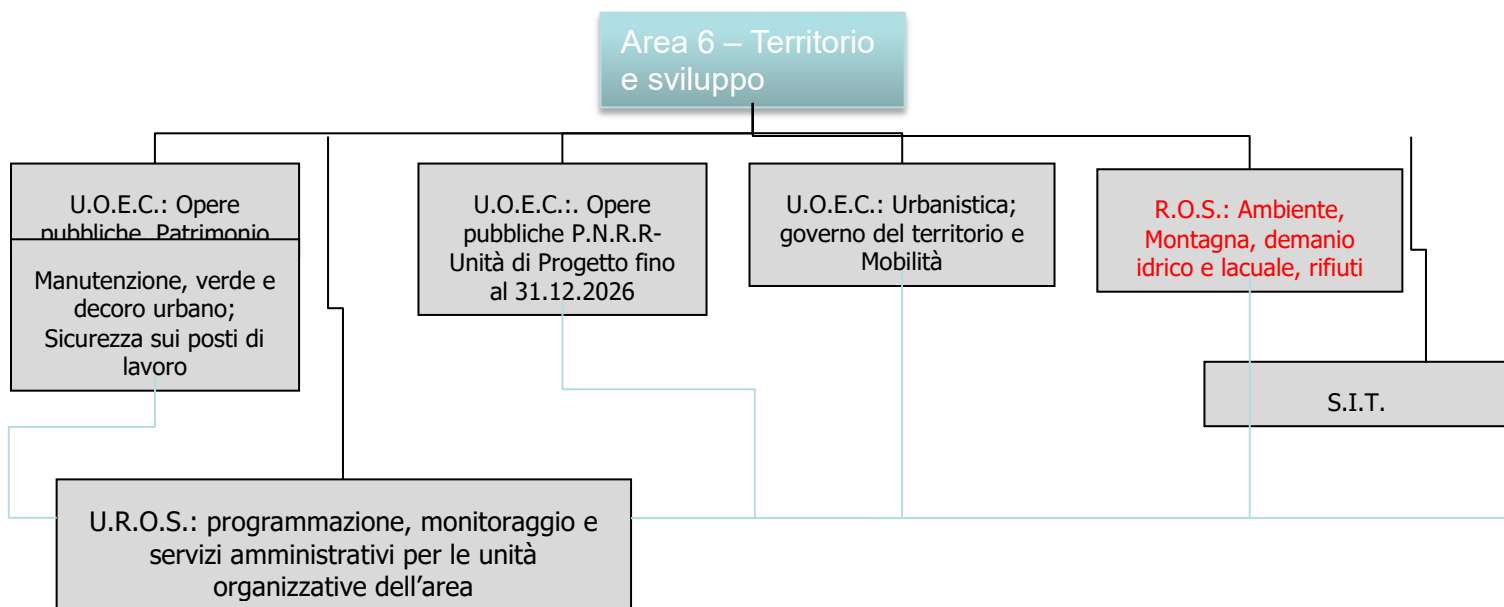 Area 6 – Territorio
e sviluppo
U.O.E.C.: Opere
pubbliche, Patrimonio
Manutenzione, verde e
decoro urbano;
Sicurezza sui posti di
lavoro
U.O.E.C.:. Opere
pubbliche P.N.R.R-
Unità di Progetto fino
al 31.12.2026
U.O.E.C.: Urbanistica;
governo del territorio e
Mobilità
R.O.S.: Ambiente,
Montagna, demanio
idrico e lacuale, rifiuti
S.I.T.
U.R.O.S.: programmazione, monitoraggio e
servizi amministrativi per le unità
organizzative dell’area